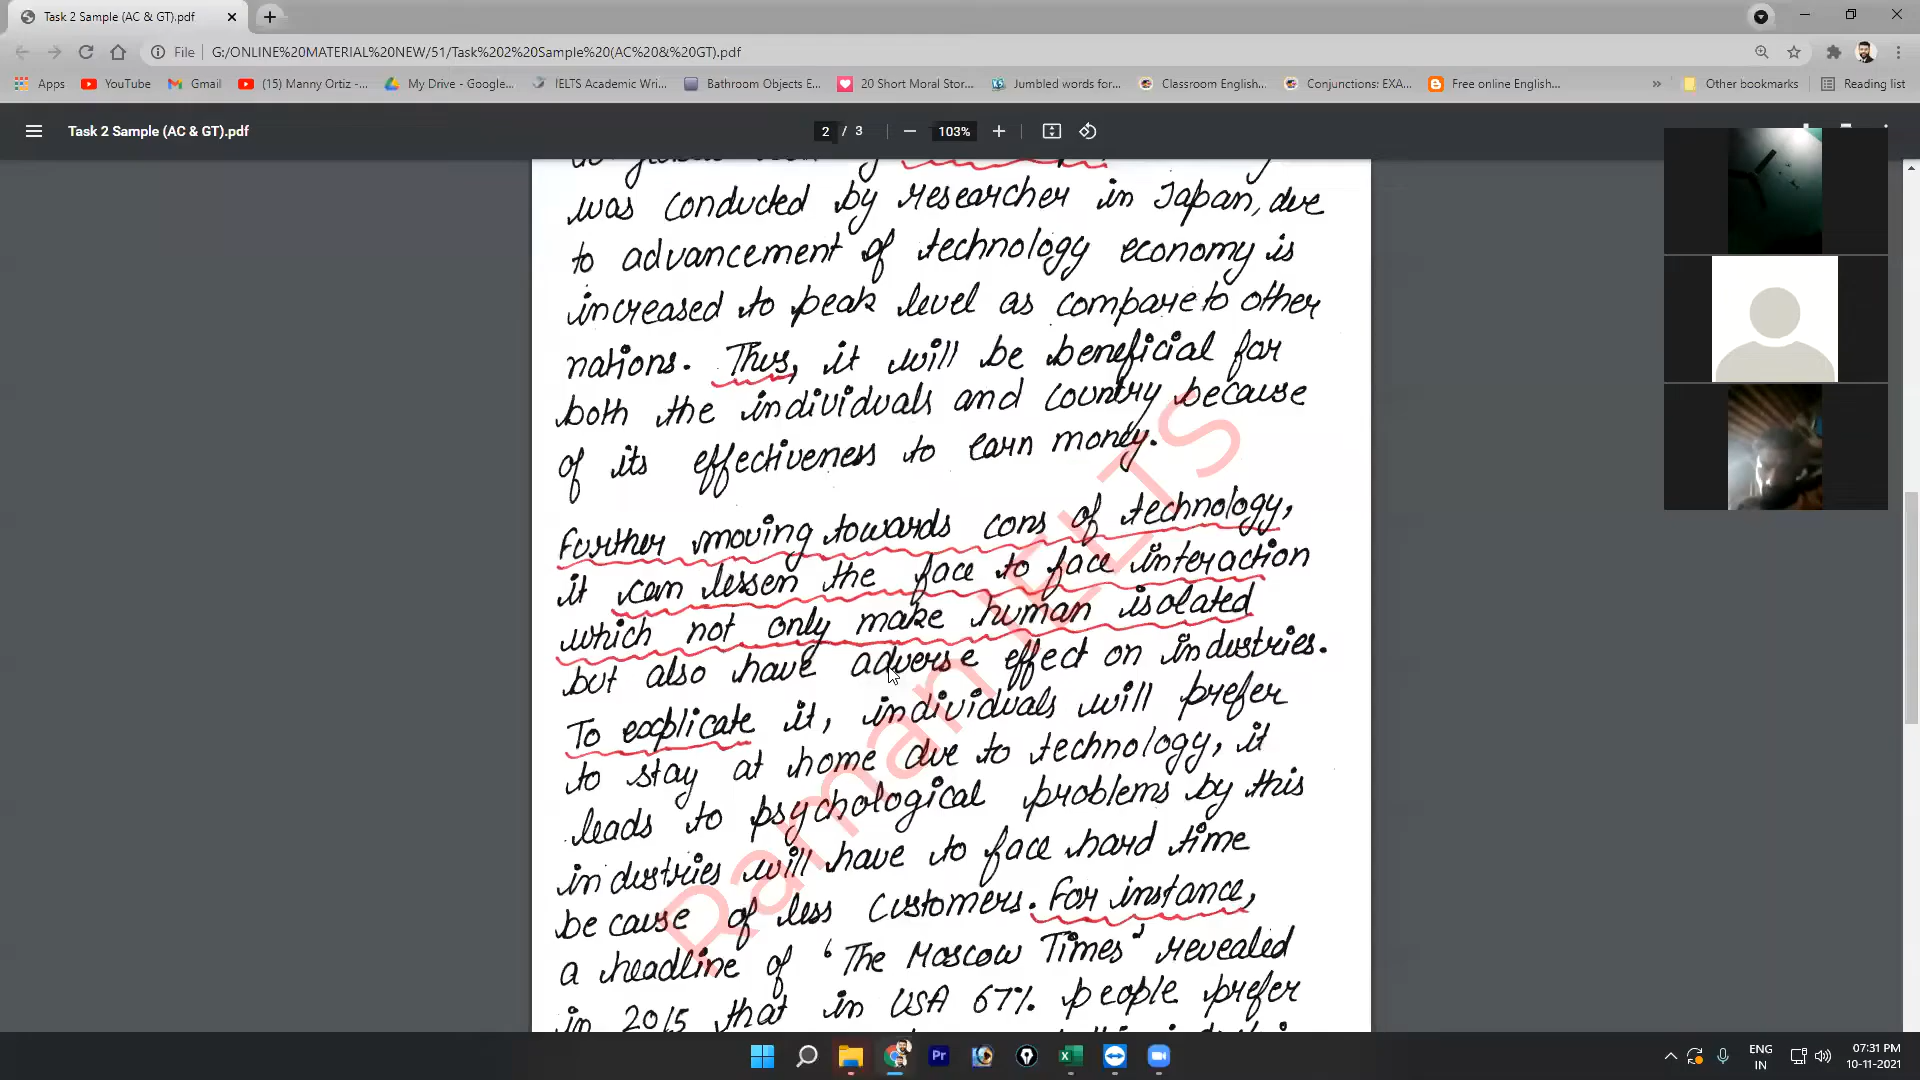 Task 2 Sample (AC & GT).pdf
File G:/ONLINE%20MATERIAL%20NEW/51/Task%202%20Sample%20(AC%20&%20GT).pdf
Apps YouTube Gmail (15) Manny Ortiz -... My Drive - Google... IELTS Academic Wri... Bathroom Objects E... 20 Short Moral Stor... Jumbled words for... Classroom English... Conjunctions: EXA... Free online English... » Other bookmarks Reading list
Task 2 Sample (AC & GT).pdf 2 / 3 103%
was conducted by researcher in Japan, due
to advancement of technology economy is
increased to peak level as compare to other
nations. Thus, it will be beneficial for
both the individuals and country because
of its effectiveness to earn money.
Further moving towards cons of technology,
it can lessen the face to face interaction
which not only make human isolated
but also have adverse effect on industries.
To explicate it, individuals will prefer
to stay at home due to technology, it
leads to psychological problems by this
industries will have to face hard time
because of less customers. For instance,
a headline of 'The Moscow Times' revealed
in 2015 that in USA 67% people prefer
Raman IELTS
Pr
ENG
IN
07:31 PM
10-11-2021